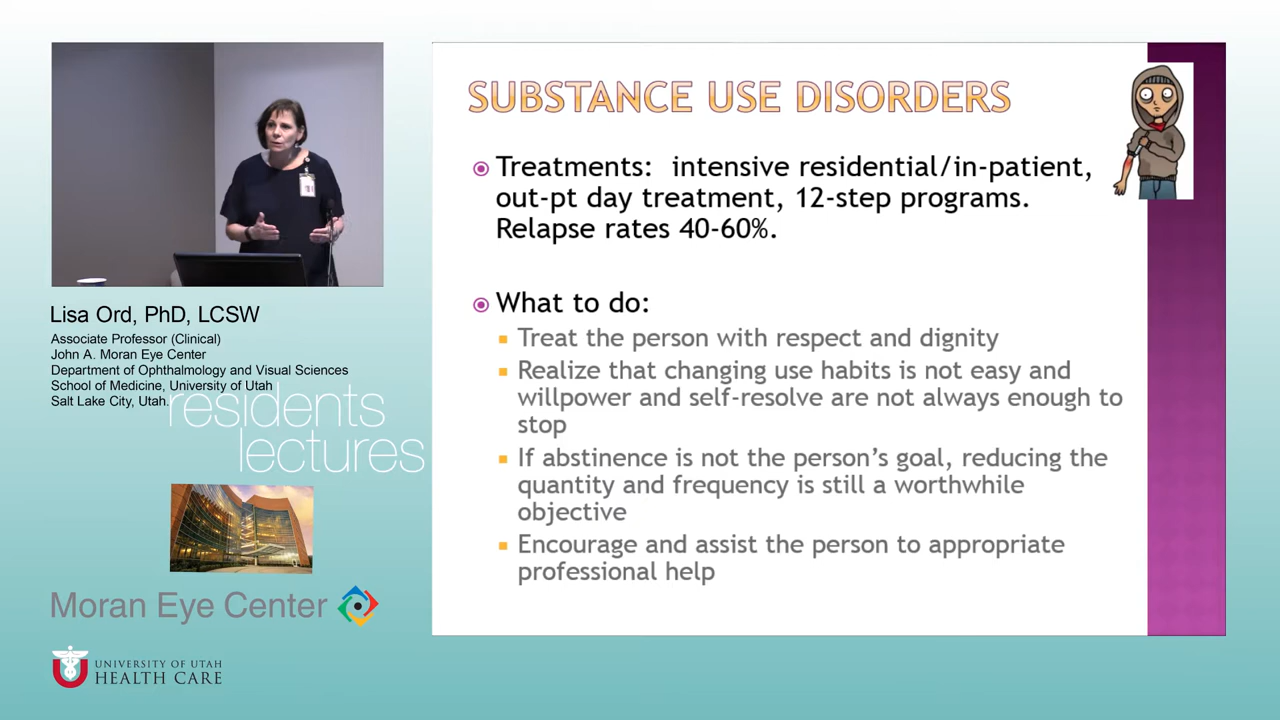 SUBSTANCE USE DISORDERS
Treatments: intensive residential/in-patient,
out-pt day treatment, 12-step programs.
Relapse rates 40-60%.
What to do:
Treat the person with respect and dignity
Realize that changing use habits is not easy and
willpower and self-resolve are not always enough to
stop
If abstinence is not the person's goal, reducing the
quantity and frequency is still a worthwhile
objective
Encourage and assist the person to appropriate
professional help
Lisa Ord, PhD, LCSW
Associate Professor (Clinical)
John A. Moran Eye Center
Department of Ophthalmology and Visual Sciences
School of Medicine, University of Utah
Salt Lake City, Utah.
residents
lectures
Moran Eye Center
UNIVERSITY OF UTAH
HEALTH CARE